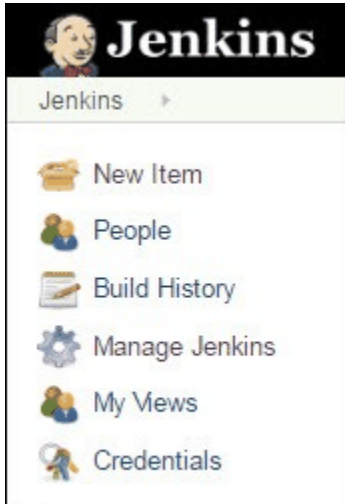 Jenkins
Jenkins
New Item
People
Build History
Manage Jenkins
My Views
Credentials